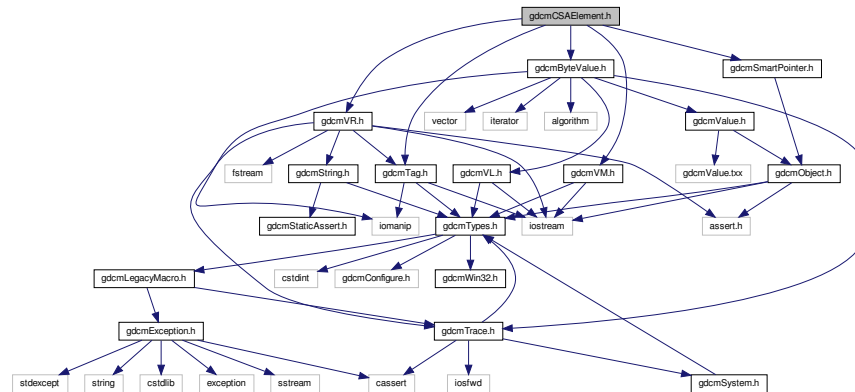 gdcmCSAElement.h
gdcmByteValue.h
gdcmSmartPointer.h
gdcmVR.h
vector
iterator
algorithm
gdcmValue.h
fstream
gdcmString.h
gdcmTag.h
gdcmVL.h
gdcmVM.h
gdcmValue.txx
gdcmObject.h
gdcmStaticAssert.h
iomanip
gdcmTypes.h
iostream
assert.h
gdcmLegacyMacro.h
cstdint
gdcmConfigure.h
gdcmWin32.h
gdcmException.h
gdcmTrace.h
stdexcept
string
cstdlib
exception
sstream
cassert
iosfwd
gdcmSystem.h